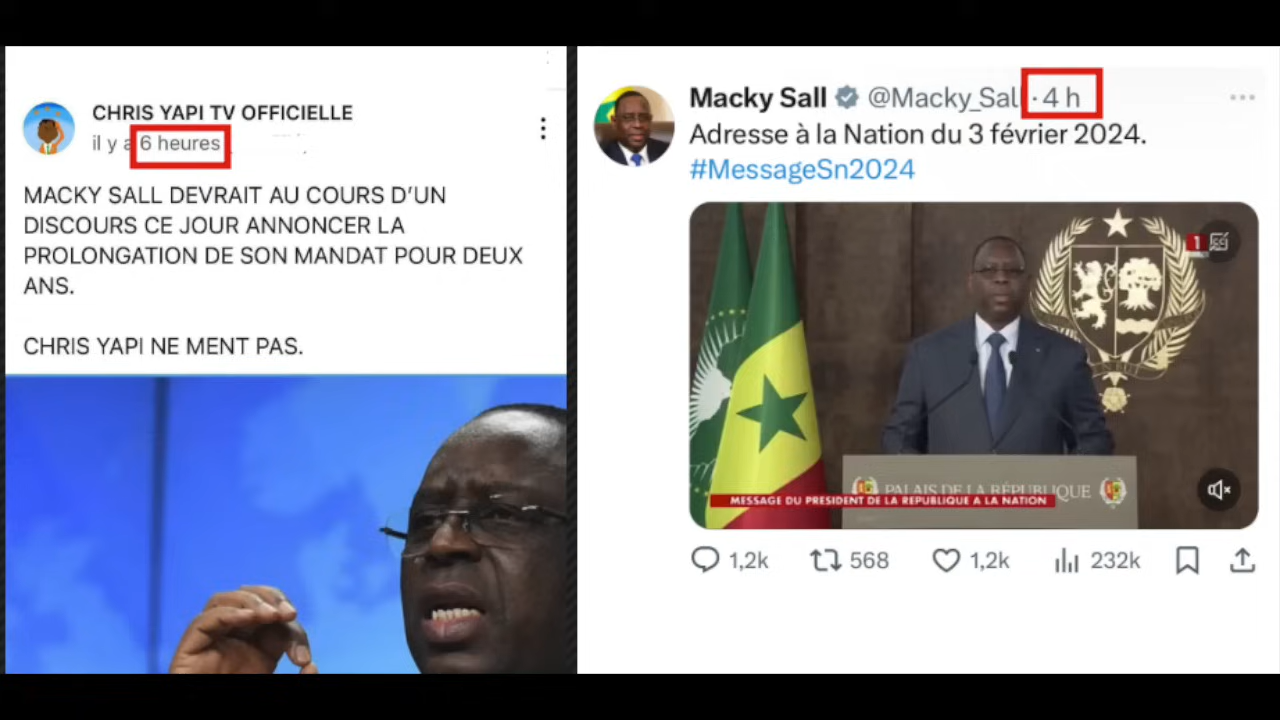 CHRIS YAPI TV OFFICIELLE
il y a 6 heures
MACKY SALL DEVRAIT AU COURS D'UN
DISCOURS CE JOUR ANNONCER LA
PROLONGATION DE SON MANDAT POUR DEUX
ANS.
CHRIS YAPI NE MENT PAS.
Macky Sall @Macky_Sal · 4 h
Adresse à la Nation du 3 février 2024.
#MessageSn2024
1
PALAIS DE LA RÉPUBLIQUE
MESSAGE DU PRESIDENT DE LA REPUBLIQUE A LA NATION
1,2k 568 1,2k 232k